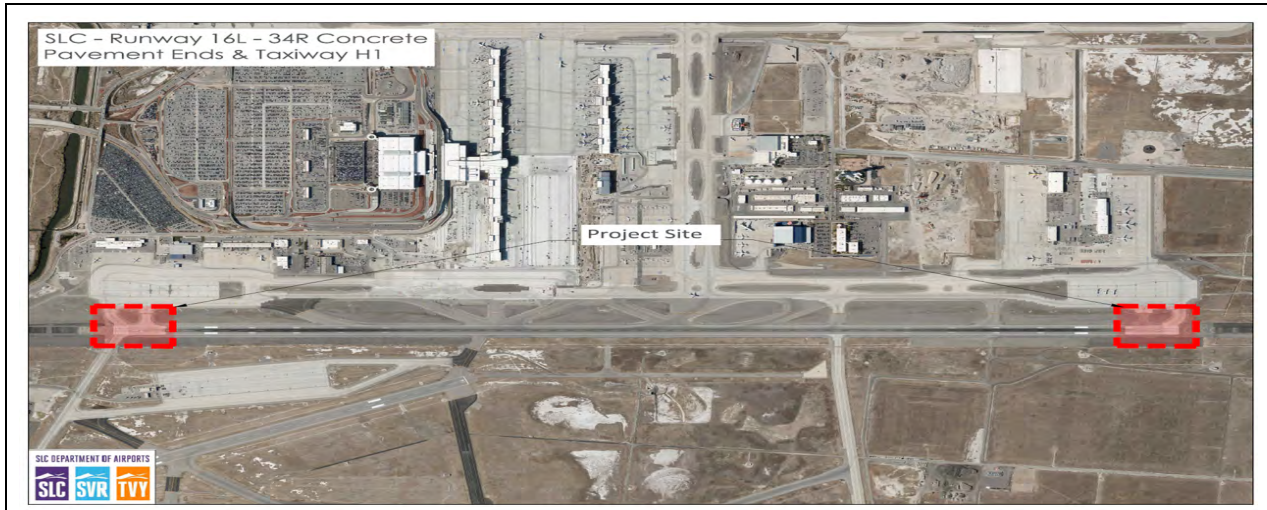 SLC - Runway 16L - 34R Concrete
Pavement Ends & Taxiway H1
Project Site
SLC DEPARTMENT OF AIRPORTS
SLC SVR TVY